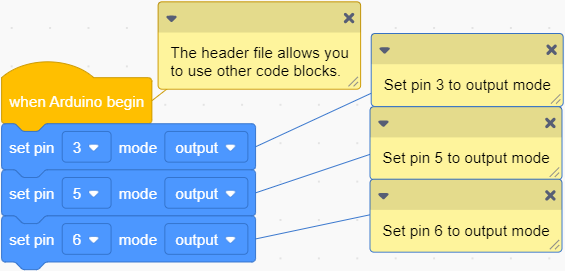 The header file allows you
to use other code blocks.
when Arduino begin
Set pin 3 to output mode
set pin 3 mode output
Set pin 5 to output mode
set pin 5 mode output
Set pin 6 to output mode
set pin 6 mode output